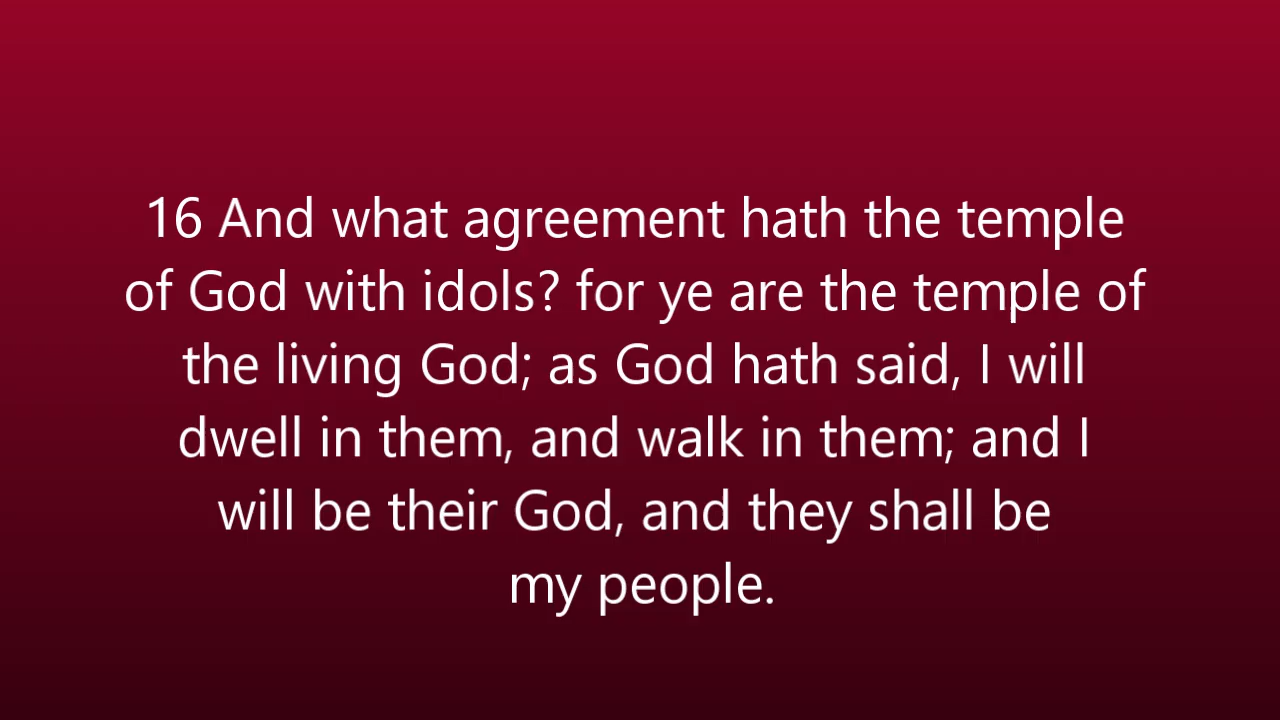 16 And what agreement hath the temple
of God with idols? for ye are the temple of
the living God; as God hath said, I will
dwell in them, and walk in them; and I
will be their God, and they shall be
my people.